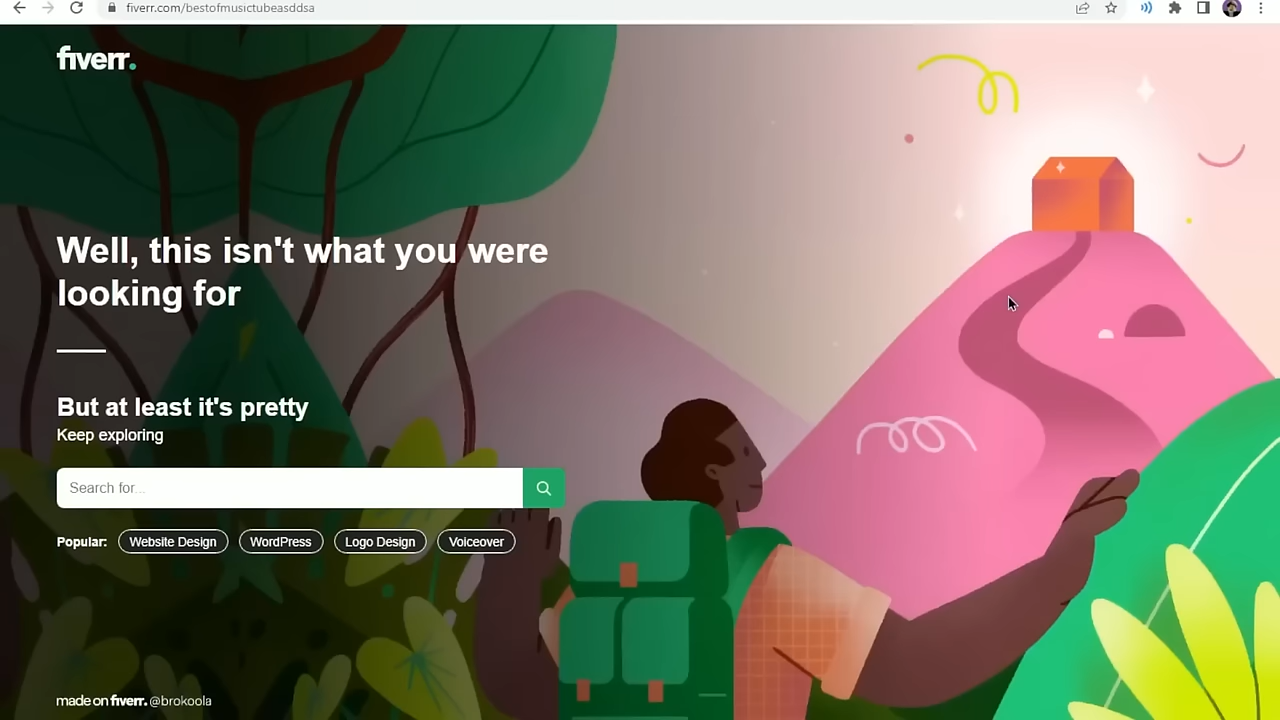 fiverr.com/bestofmusictubeasddsa
fiverr.
Well, this isn't what you were
looking for
But at least it's pretty
Keep exploring
Search for...
Popular: Website Design WordPress Logo Design Voiceover
made on fiverr. @brokoola